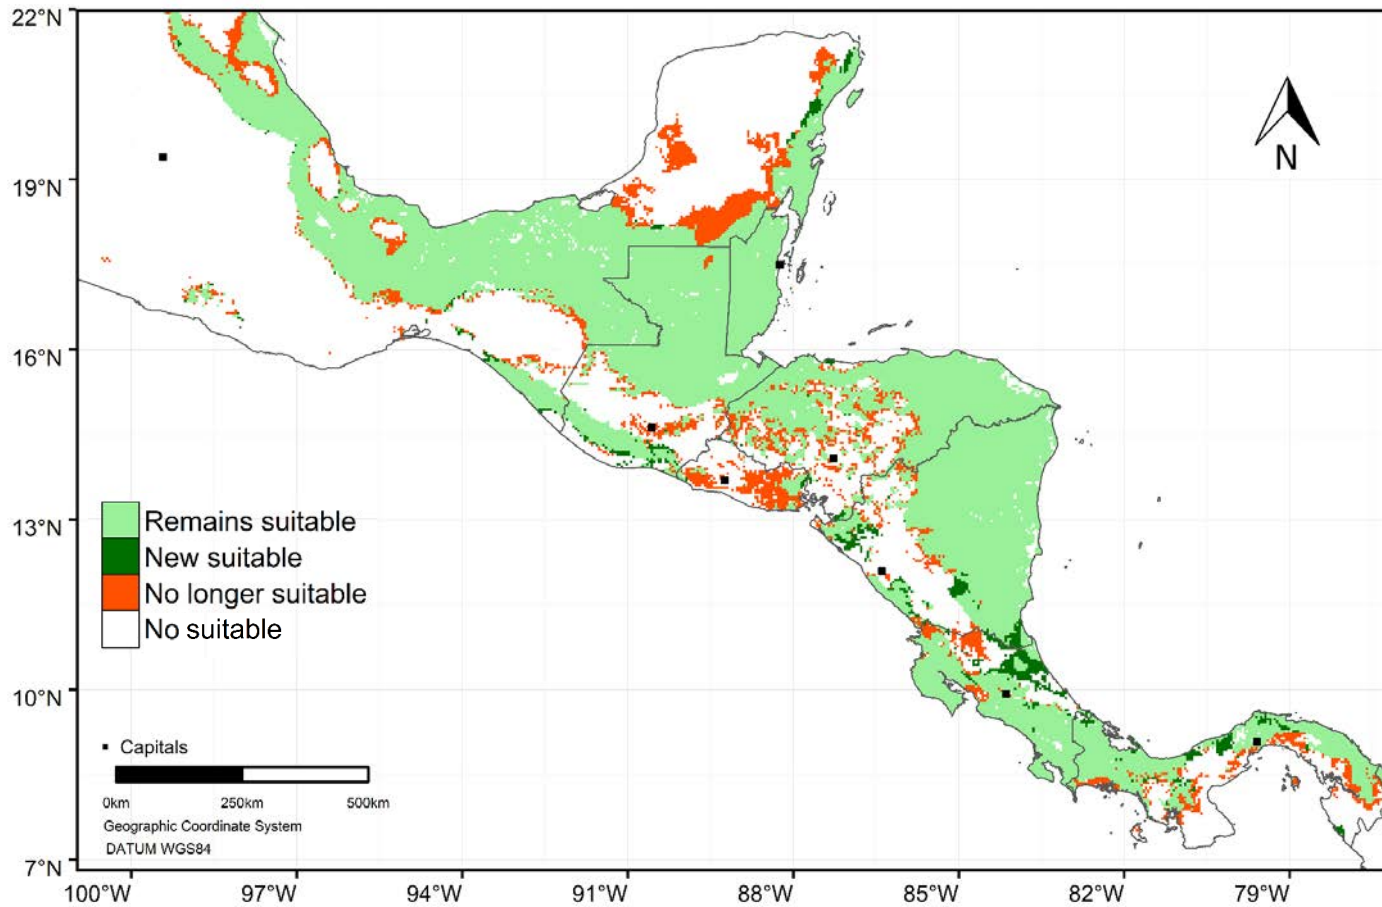 22°N
19°N
16°N
13°N
10°N
7°N
N
Remains suitable
New suitable
No longer suitable
No suitable
Capitals
0km 250km 500km
Geographic Coordinate System
DATUM WGS84
100°W 97°W 94°W 91°W 88°W 85°W 82°W 79°W